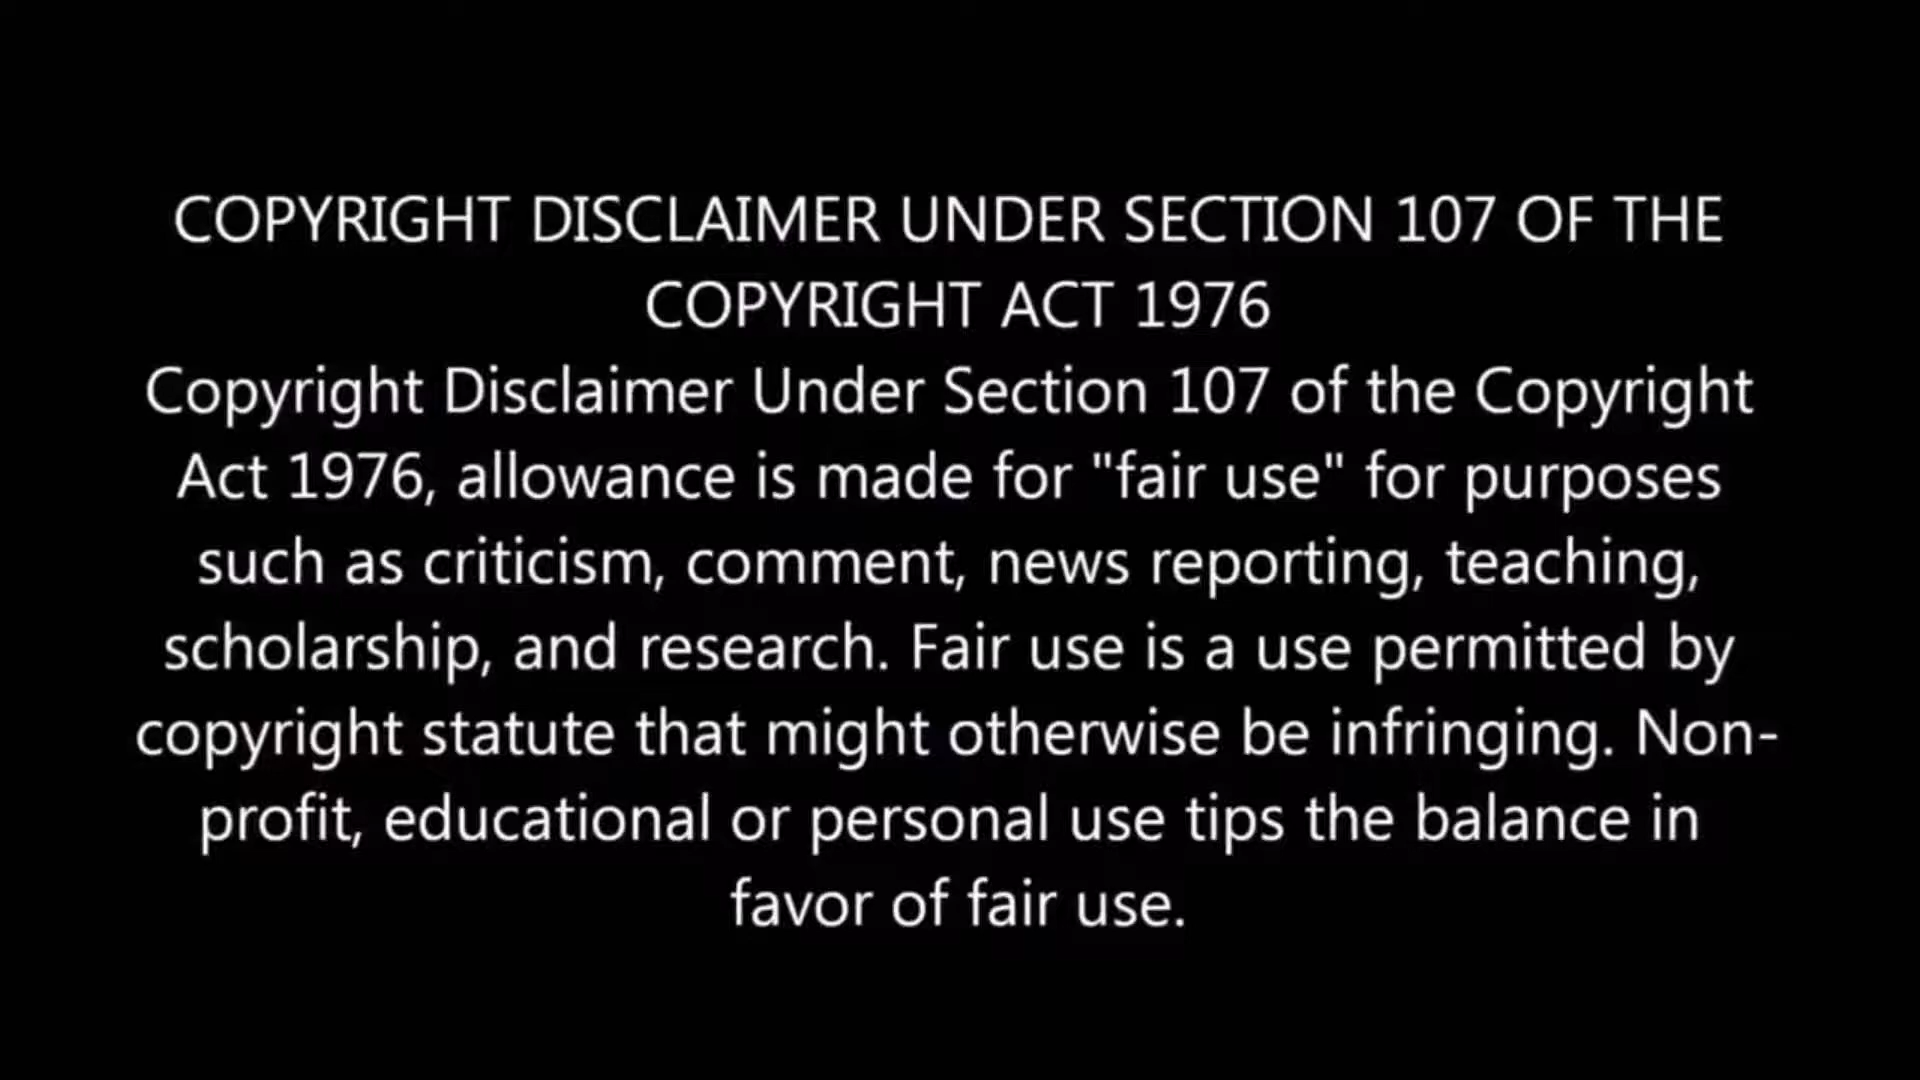 COPYRIGHT DISCLAIMER UNDER SECTION 107 OF THE
COPYRIGHT ACT 1976
Copyright Disclaimer Under Section 107 of the Copyright
Act 1976, allowance is made for "fair use" for purposes
such as criticism, comment, news reporting, teaching,
scholarship, and research. Fair use is a use permitted by
copyright statute that might otherwise be infringing. Non-
profit, educational or personal use tips the balance in
favor of fair use.